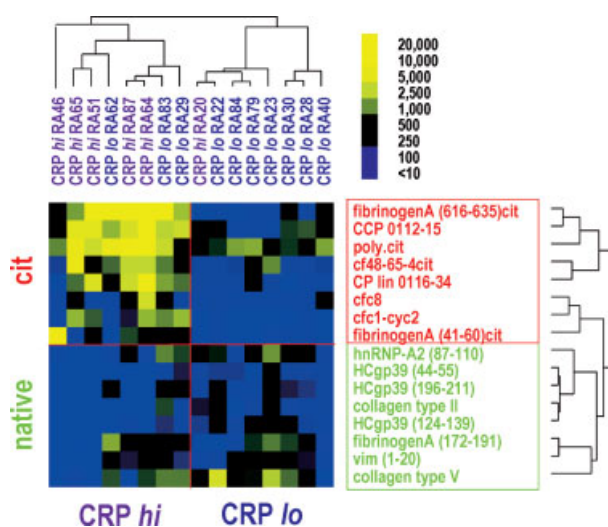 CRP hi RA46
CRP hi RA65
CRP hi RA51
CRP lo RA62
CRP hi RA87
CRP hi RA64
CRP lo RA83
CRP lo RA29
CRP hi RA20
CRP lo RA22
CRP lo RA84
CRP lo RA79
CRP lo RA23
CRP lo RA30
CRP lo RA28
CRP lo RA40
20,000
10,000
5,000
2,500
1,000
500
250
100
<10
cit
fibrinogenA (616-635)cit
CCP 0112-15
poly.cit
cf48-65-4cit
CP lin 0116-34
cfc8
cfc1-cyc2
fibrinogenA (41-60)cit
native
hnRNP-A2 (87-110)
HCgp39 (44-55)
HCgp39 (196-211)
collagen type II
HCgp39 (124-139)
fibrinogenA (172-191)
vim (1-20)
collagen type V
CRP hi
CRP lo